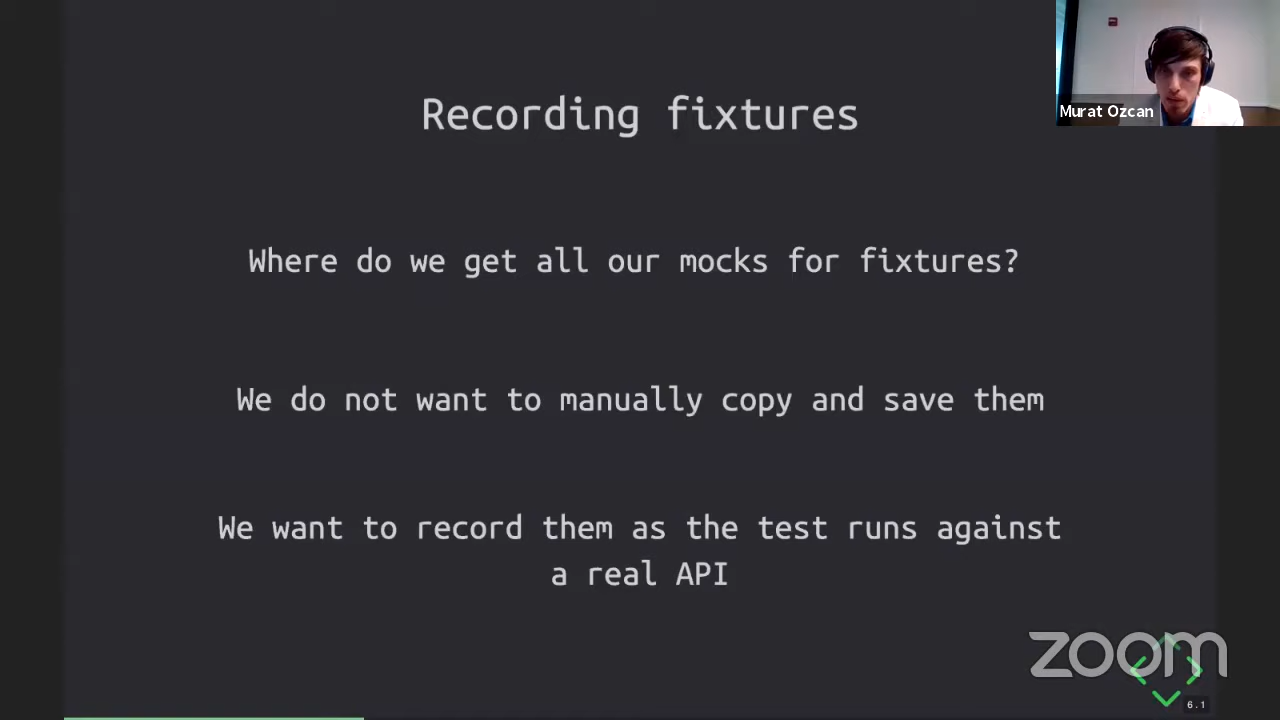 Recording fixtures
Murat Ozcan
Where do we get all our mocks for fixtures?
We do not want to manually copy and save them
We want to record them as the test runs against
a real API
zoom
6.1